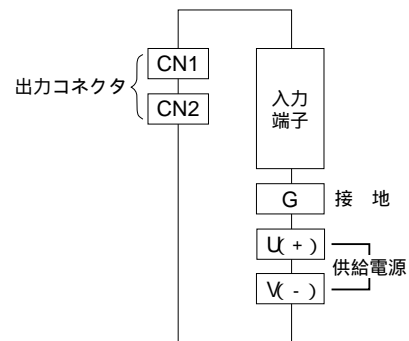 CN1
出力コネクタ
CN2
入力
端子
G
接 地
U( + )
供給電源
V( - )